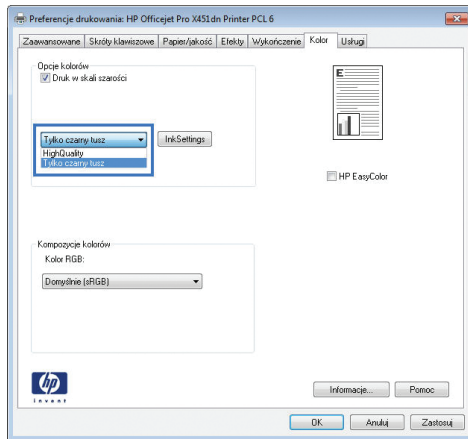 Preferencje drukowania: HP Officejet Pro X451dn Printer PCL 6
Zaawansowane Skróty klawiszowe Papier/jakość Efekty Wykończenie Kolor Usługi
Opcje kolorów
Druk w skali szarości
E
Tylko czarny tusz InkSettings
HighQuality
Tylko czarny tusz
HP EasyColor
Kompozycje kolorów
Kolor RGB:
Domyślnie (sRGB)
hp
invent
Informacje... Pomoc
OK Anuluj Zastosuj